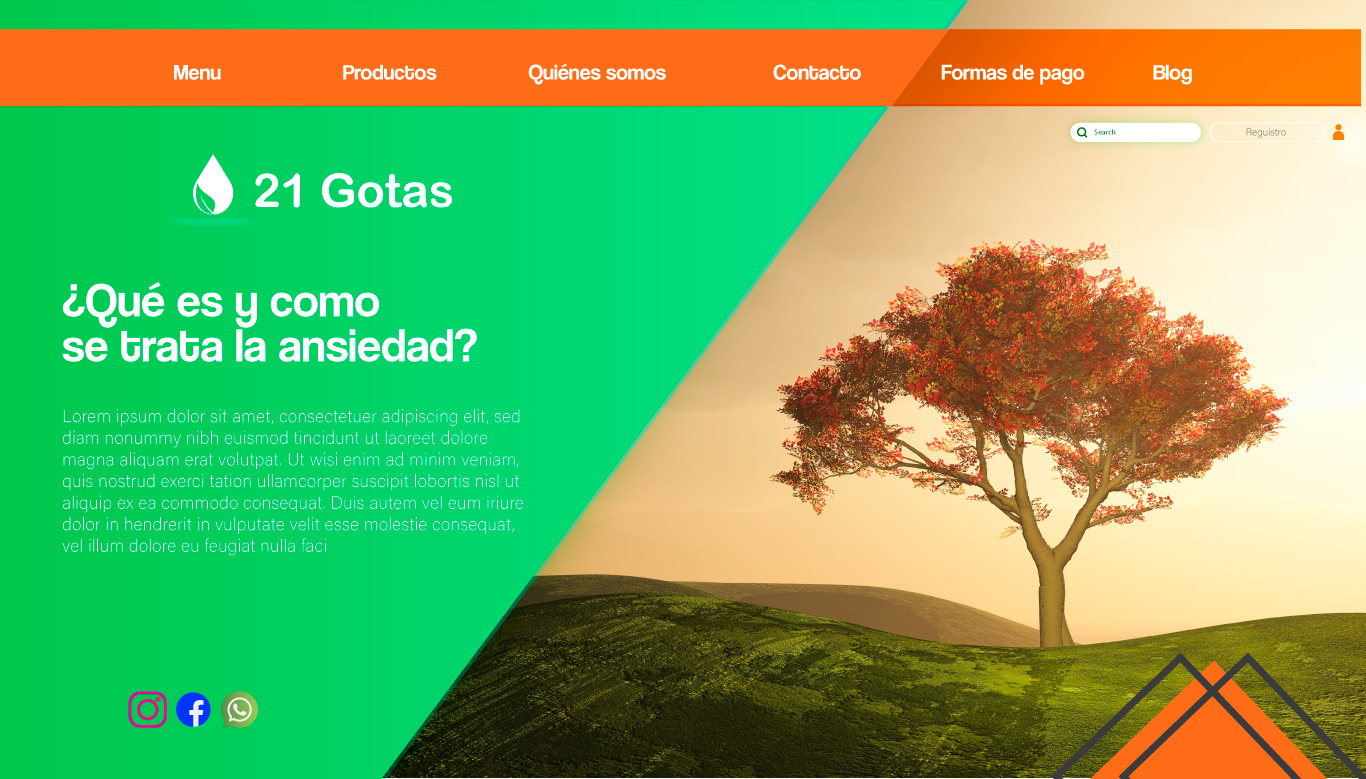 Menu Productos Quiénes somos Contacto Formas de pago Blog
Search Reguistro
21 Gotas
¿Qué es y como
se trata la ansiedad?
Lorem ipsum dolor sit amet, consectetuer adipiscing elit, sed
diam nonummy nibh euismod tincidunt ut laoreet dolore
magna aliquam erat volutpat. Ut wisi enim ad minim veniam,
quis nostrud exerci tation ullamcorper suscipit lobortis nisl ut
aliquip ex ea commodo consequat. Duis autem vel eum iriure
dolor in hendrerit in vulputate velit esse molestie consequat,
vel illum dolore eu feugiat nulla faci